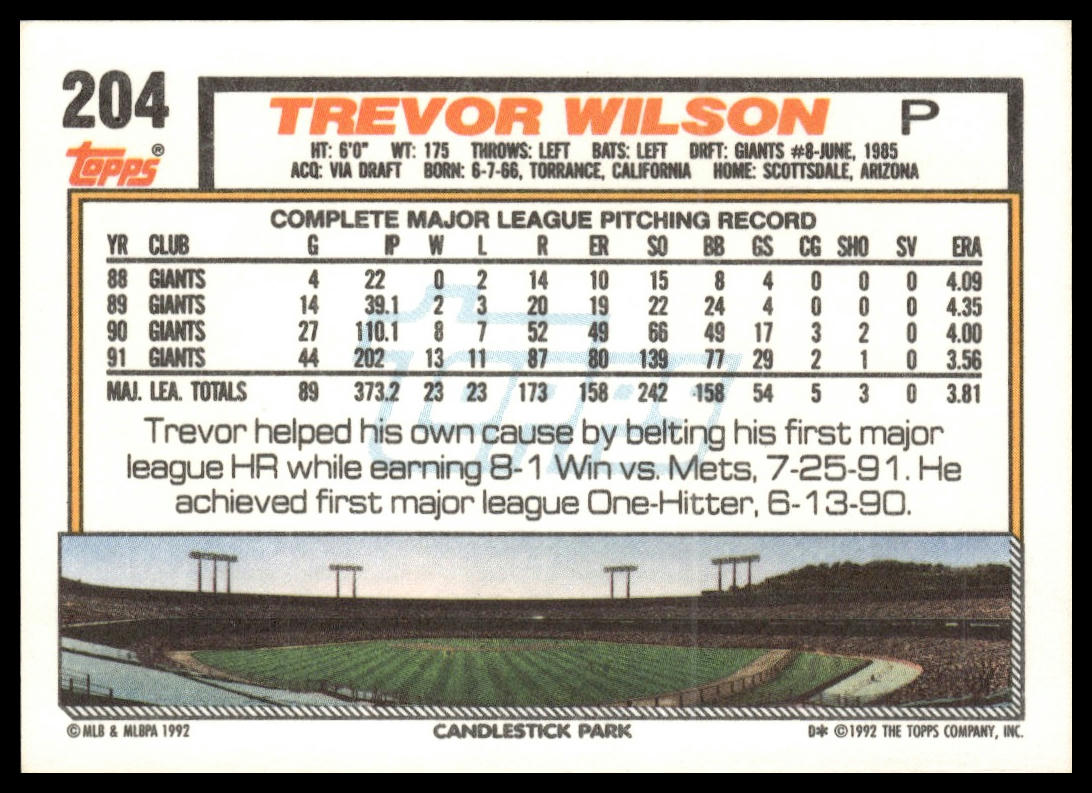 204
topps®
TREVOR WILSON P
HT: 6'0" WT: 175 THROWS: LEFT BATS: LEFT DRFT: GIANTS #8-JUNE, 1985
ACQ: VIA DRAFT BORN: 6-7-66, TORRANCE, CALIFORNIA HOME: SCOTTSDALE, ARIZONA
COMPLETE MAJOR LEAGUE PITCHING RECORD
YR CLUB G IP W L R ER SO BB GS CG SHO SV ERA
88 GIANTS 4 22 0 2 14 10 15 8 4 0 0 0 4.09
89 GIANTS 14 39.1 2 3 20 19 22 24 4 0 0 0 4.35
90 GIANTS 27 110.1 8 7 52 49 66 49 17 3 2 0 4.00
91 GIANTS 44 202 13 11 87 80 139 77 29 2 1 0 3.56
MAJ. LEA. TOTALS 89 373.2 23 23 173 158 242 158 54 5 3 0 3.81
topps
Trevor helped his own cause by belting his first major
league HR while earning 8-1 Win vs. Mets, 7-25-91. He
achieved first major league One-Hitter, 6-13-90.
© MLB & MLBPA 1992 CANDLESTICK PARK D* © 1992 THE TOPPS COMPANY, INC.